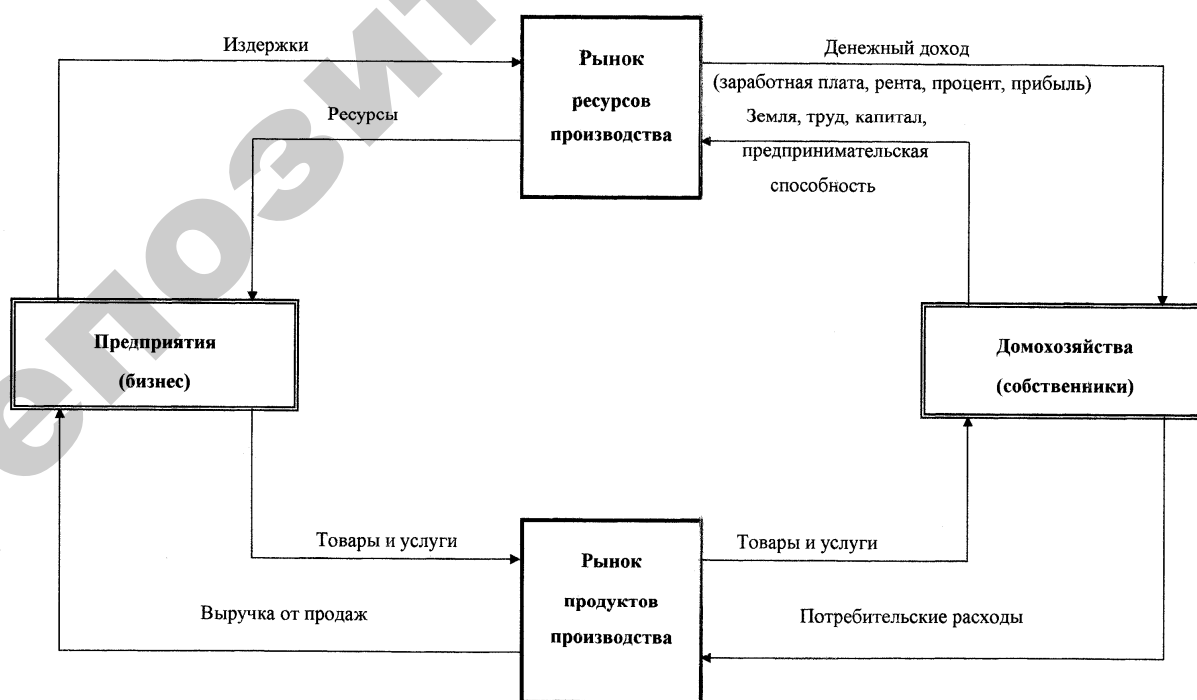 Издержки
Рынок
ресурсов
производства
Денежный доход
(заработная плата, рента, процент, прибыль)
Ресурсы
Земля, труд, капитал,
предпринимательская
способность
Предприятия
(бизнес)
Домохозяйства
(собственники)
Товары и услуги
Рынок
продуктов
производства
Товары и услуги
Выручка от продаж
Потребительские расходы